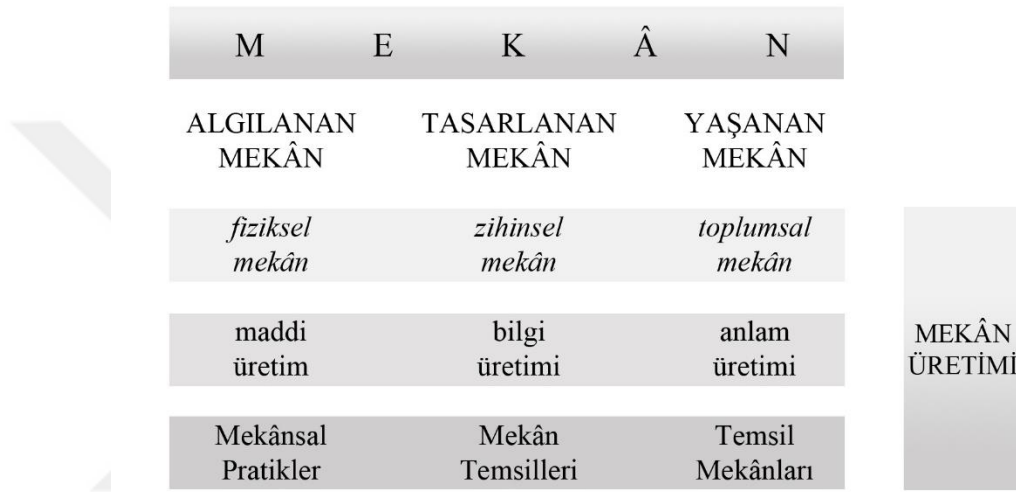 M E K Â N
ALGILANAN TASARLANAN YAŞANAN
MEKÂN MEKÂN MEKÂN
fiziksel zihinsel toplumsal
mekân mekân mekân
maddi bilgi anlam
üretim üretimi üretimi
Mekânsal Mekân Temsil
Pratikler Temsilleri Mekânları
MEKÂN
ÜRETİMİ